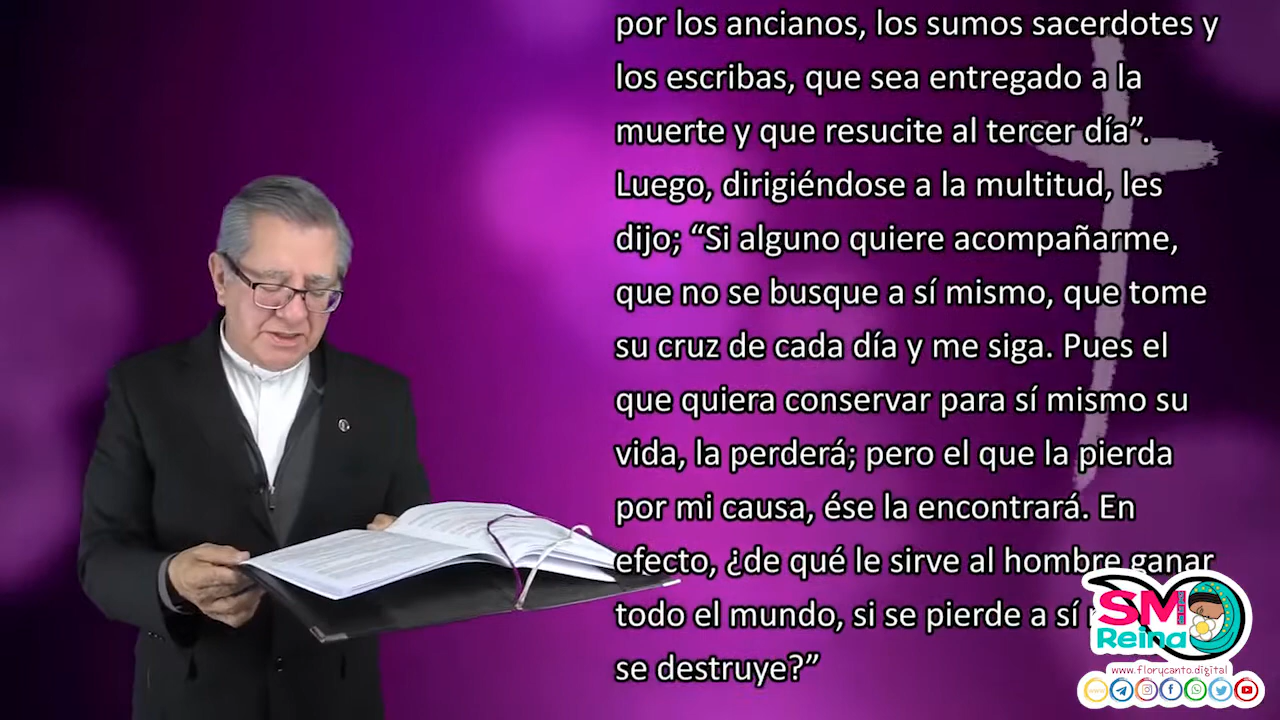 por los ancianos, los sumos sacerdotes y
los escribas, que sea entregado a la
muerte y que resucite al tercer día”.
Luego, dirigiéndose a la multitud, les
dijo; “Si alguno quiere acompañarme,
que no se busque a sí mismo, que tome
su cruz de cada día y me siga. Pues el
que quiera conservar para sí mismo su
vida, la perderá; pero el que la pierda
por mi causa, ése la encontrará. En
efecto, ¿de qué le sirve al hombre ganar
todo el mundo, si se pierde a sí
se destruye?”
SM
Reina
www.florycanto.digital